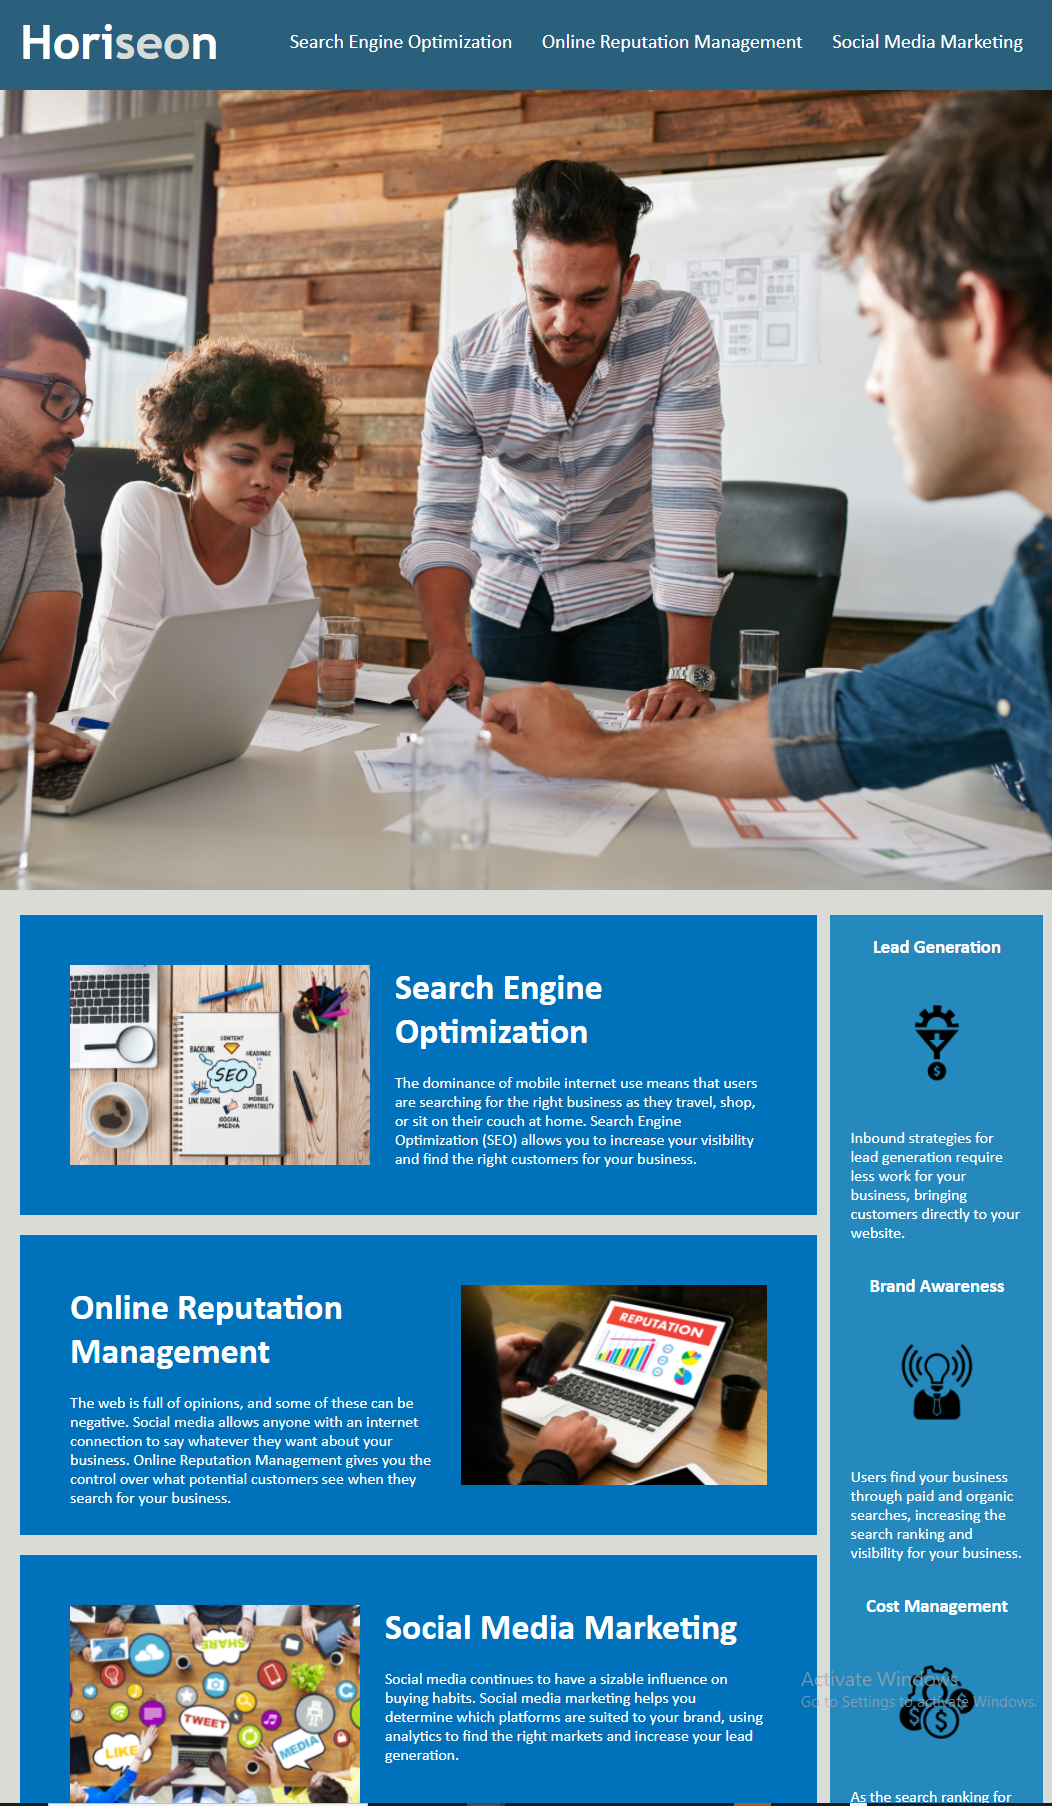 Horiseon
Search Engine Optimization
Online Reputation Management
Social Media Marketing
Search Engine
Optimization
The dominance of mobile internet use means that users
are searching for the right business as they travel, shop,
or sit on their couch at home. Search Engine
Optimization (SEO) allows you to increase your visibility
and find the right customers for your business.
CONTENT
BACKLINK
HEADINGS
SEO
LINK BUILDING
MOBILE
COMPATIBILITY
SOCIAL
MEDIA
Online Reputation
Management
The web is full of opinions, and some of these can be
negative. Social media allows anyone with an internet
connection to say whatever they want about your
business. Online Reputation Management gives you the
control over what potential customers see when they
search for your business.
REPUTATION
Social Media Marketing
Social media continues to have a sizable influence on
buying habits. Social media marketing helps you
determine which platforms are suited to your brand, using
analytics to find the right markets and increase your lead
generation.
SHARE
TWEET
LIKE
MEDIA
Lead Generation
$
Inbound strategies for
lead generation require
less work for your
business, bringing
customers directly to your
website.
Brand Awareness
Users find your business
through paid and organic
searches, increasing the
search ranking and
visibility for your business.
Cost Management
$ $ $
Activate Windows
Go to Settings to activate Windows.
As the search ranking for